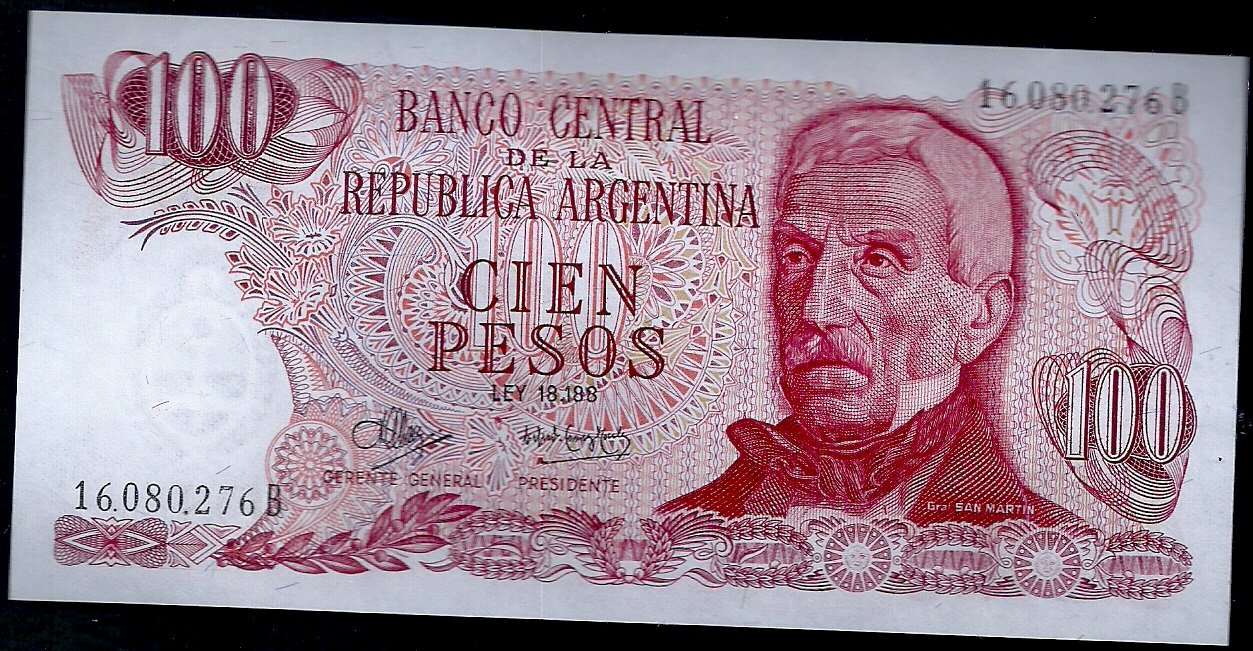 100
16.080.276 B
BANCO CENTRAL
DE LA
REPUBLICA ARGENTINA
100
CIEN
PESOS
LEY 18.188
GERENTE GENERAL PRESIDENTE
100
16.080.276 B
Gral SAN MARTIN